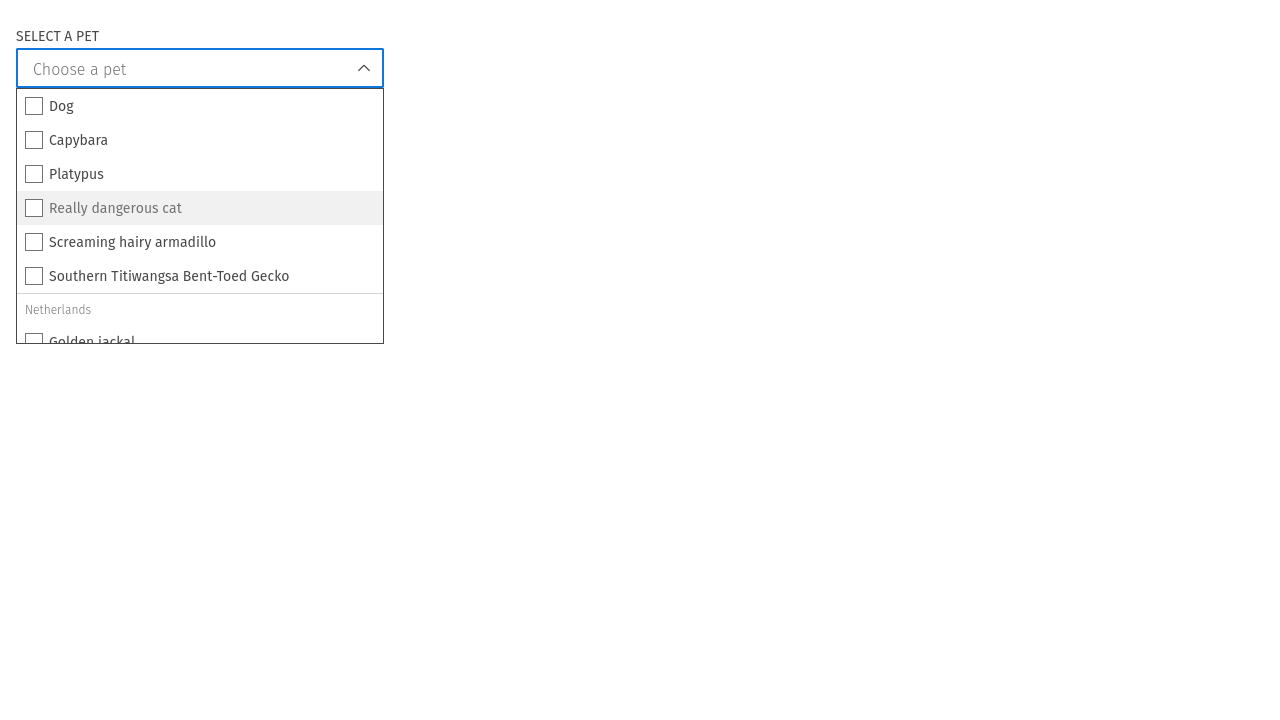 SELECT A PET
Choose a pet
Dog
Capybara
Platypus
Really dangerous cat
Screaming hairy armadillo
Southern Titiwangsa Bent-Toed Gecko
Netherlands
Golden jackal